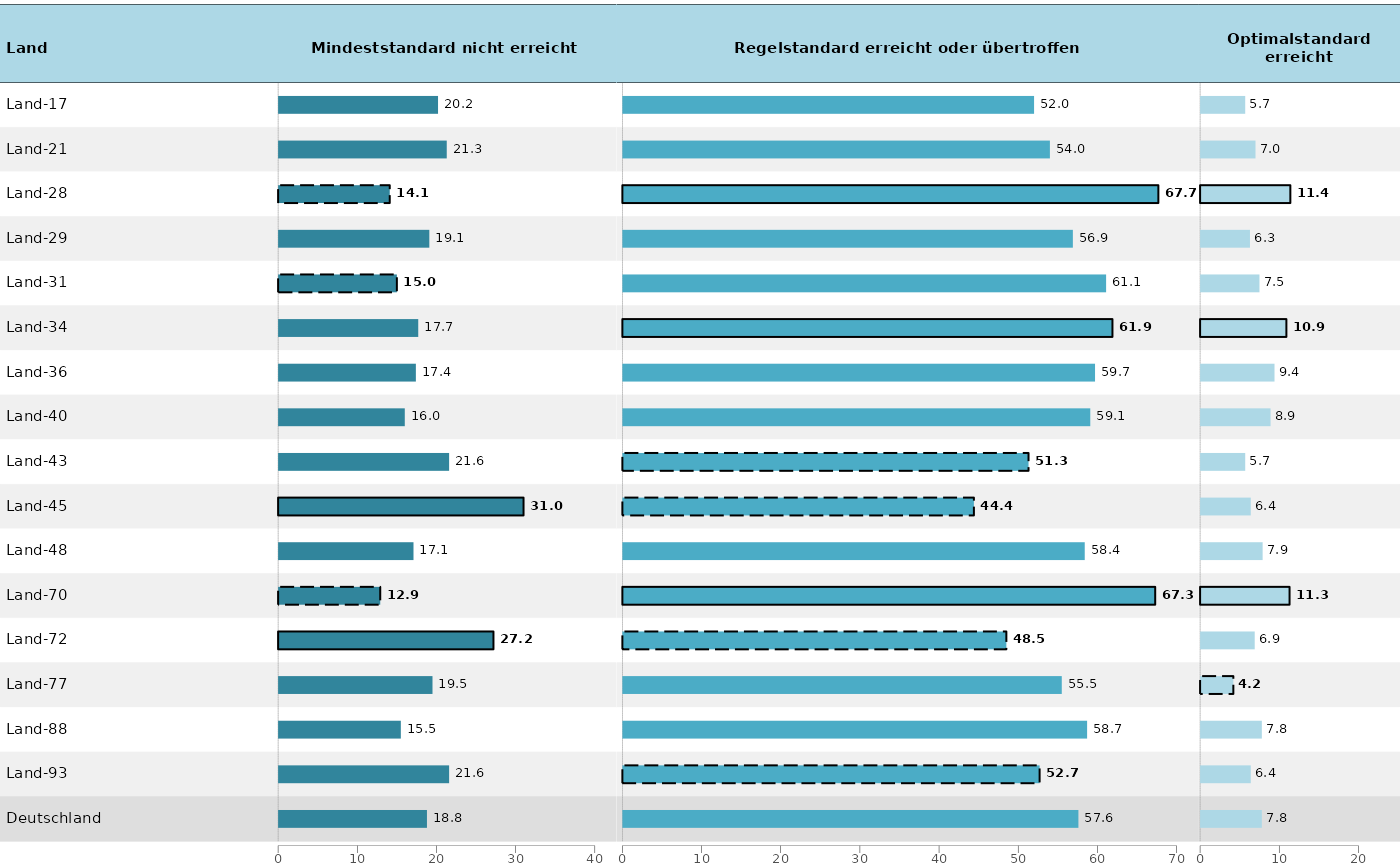 Land Mindeststandard nicht erreicht Regelstandard erreicht oder übertroffen Optimalstandard
erreicht
Land-17 20.2 52.0 5.7
Land-21 21.3 54.0 7.0
Land-28 14.1 67.7 11.4
Land-29 19.1 56.9 6.3
Land-31 15.0 61.1 7.5
Land-34 17.7 61.9 10.9
Land-36 17.4 59.7 9.4
Land-40 16.0 59.1 8.9
Land-43 21.6 51.3 5.7
Land-45 31.0 44.4 6.4
Land-48 17.1 58.4 7.9
Land-70 12.9 67.3 11.3
Land-72 27.2 48.5 6.9
Land-77 19.5 55.5 4.2
Land-88 15.5 58.7 7.8
Land-93 21.6 52.7 6.4
Deutschland 18.8 57.6 7.8
0 10 20 30 40 0 10 20 30 40 50 60 70 0 10 20